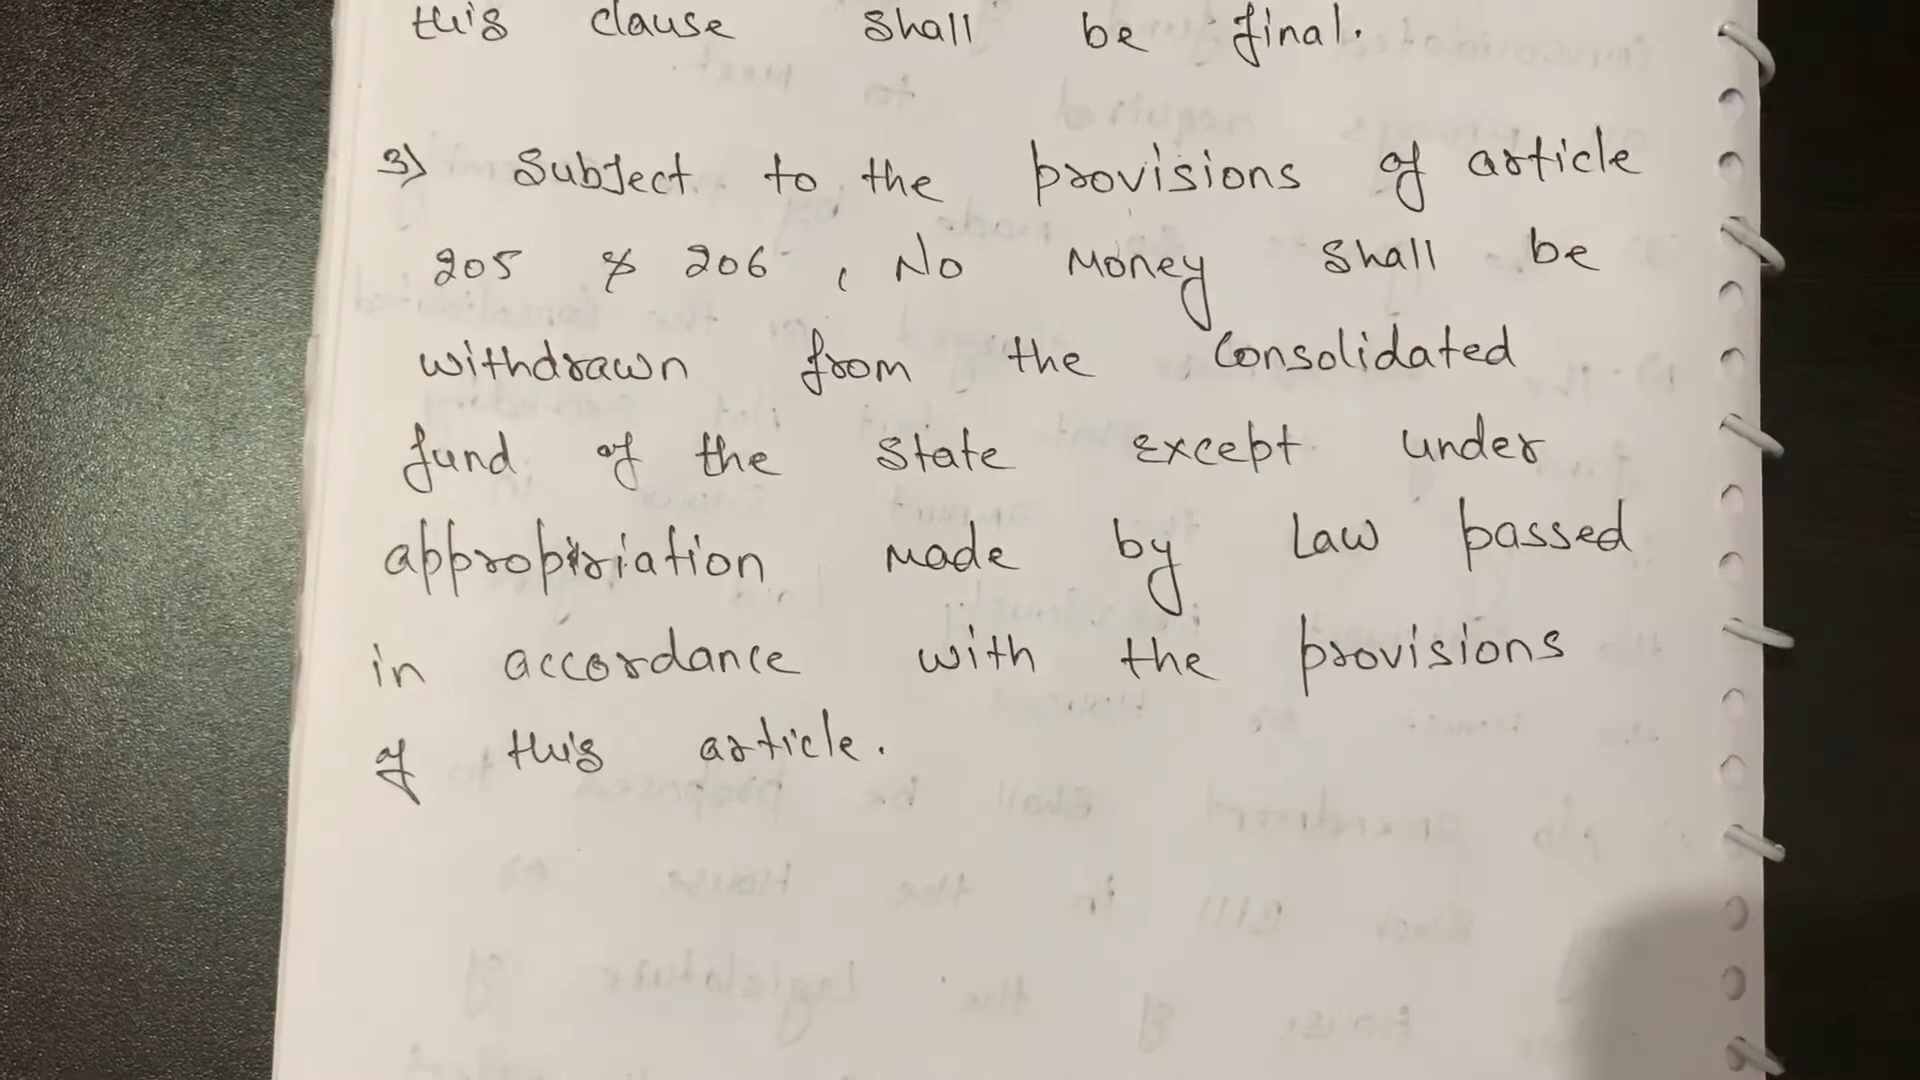 this clause shall be final.
3) Subject to the provisions of article
205 & 206, No Money shall be
withdrawn from the Consolidated
fund of the State except under
appropriation made by Law passed
in accordance with the provisions
of this article.